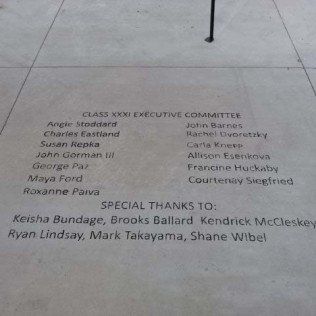 CLASS XXXI EXECUTIVE COMMITTEE
Angie Stoddard John Barnes
Charles Eastland Rachel Dvoretzky
Susan Repka Carla Knepp
John Gorman III Allison Esenkova
George Paz Francine Huckaby
Maya Ford Courtenay Siegfried
Roxanne Paiva
SPECIAL THANKS TO:
Keisha Bundage, Brooks Ballard Kendrick McCleskey
Ryan Lindsay, Mark Takayama, Shane Wibel